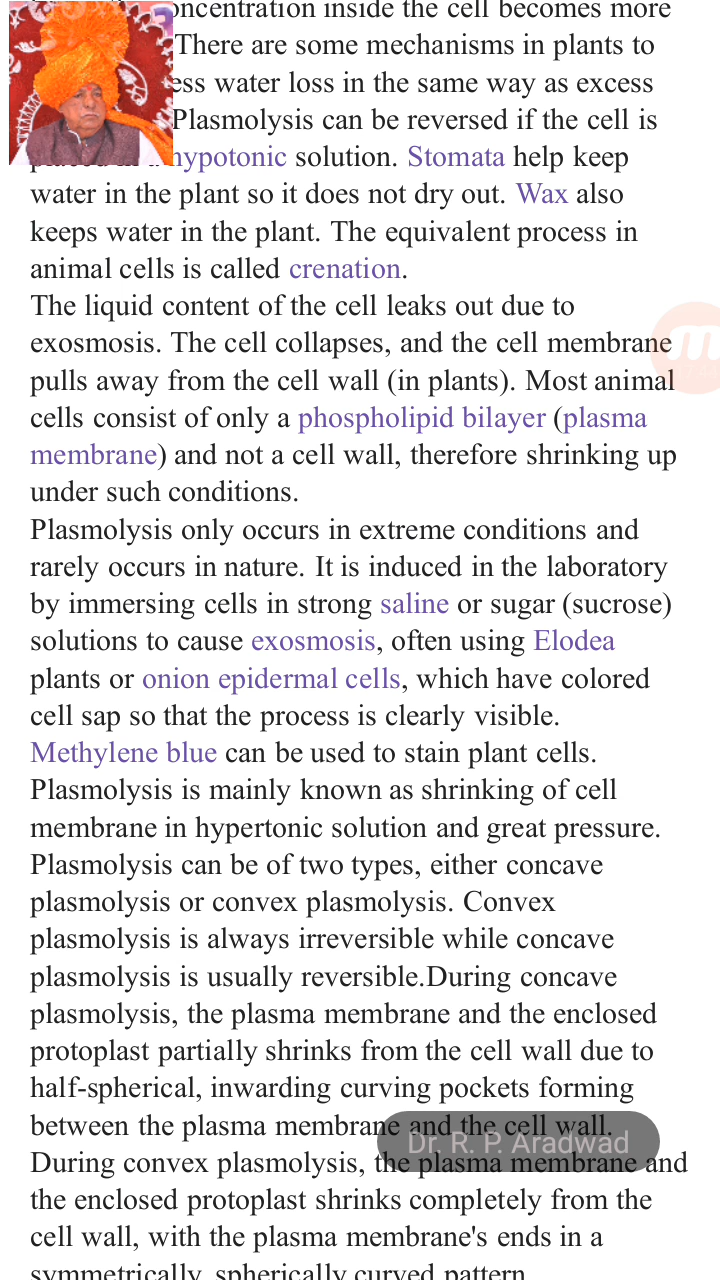 oncentration inside the cell becomes more
There are some mechanisms in plants to
ess water loss in the same way as excess
Plasmolysis can be reversed if the cell is
hypotonic solution. Stomata help keep
water in the plant so it does not dry out. Wax also
keeps water in the plant. The equivalent process in
animal cells is called crenation.
The liquid content of the cell leaks out due to
exosmosis. The cell collapses, and the cell membrane
pulls away from the cell wall (in plants). Most animal
cells consist of only a phospholipid bilayer (plasma
membrane) and not a cell wall, therefore shrinking up
under such conditions.
Plasmolysis only occurs in extreme conditions and
rarely occurs in nature. It is induced in the laboratory
by immersing cells in strong saline or sugar (sucrose)
solutions to cause exosmosis, often using Elodea
plants or onion epidermal cells, which have colored
cell sap so that the process is clearly visible.
Methylene blue can be used to stain plant cells.
Plasmolysis is mainly known as shrinking of cell
membrane in hypertonic solution and great pressure.
Plasmolysis can be of two types, either concave
plasmolysis or convex plasmolysis. Convex
plasmolysis is always irreversible while concave
plasmolysis is usually reversible.During concave
plasmolysis, the plasma membrane and the enclosed
protoplast partially shrinks from the cell wall due to
half-spherical, inwarding curving pockets forming
between the plasma membrane and the cell wall.
Dr. R. P. Aradwad
During convex plasmolysis, the plasma membrane and
the enclosed protoplast shrinks completely from the
cell wall, with the plasma membrane's ends in a
symmetrically, spherically curved pattern